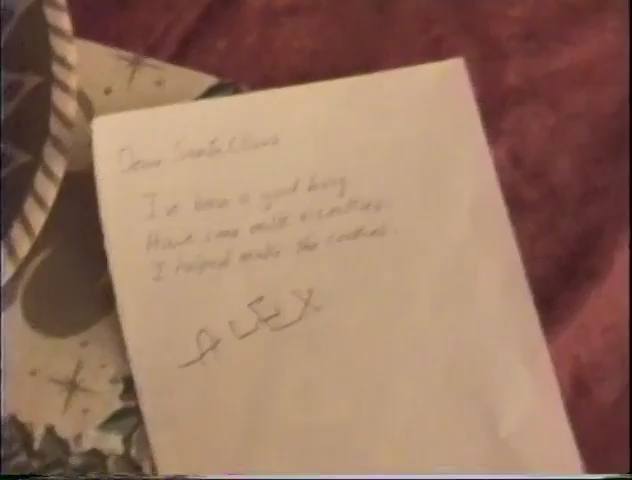 Dear Santa Claus
I've been a good boy
Have some milk & cookies.
I helped make the cookies.
ALEX